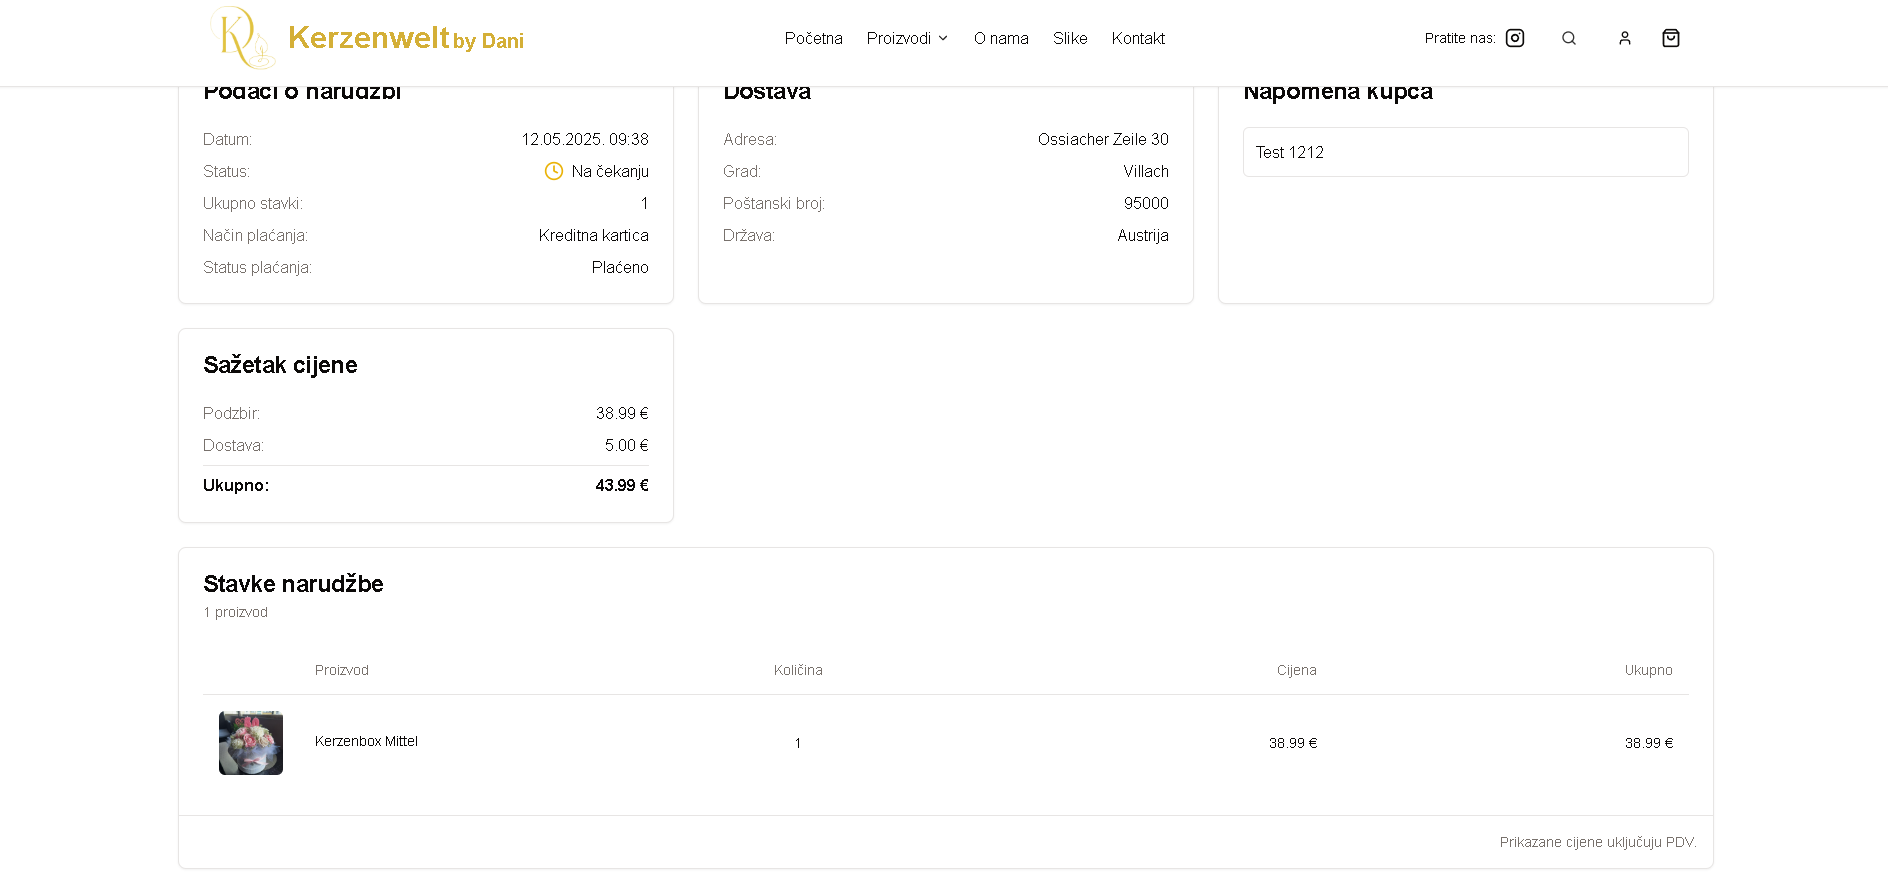 Kerzenwelt by Dani
Početna Proizvodi O nama Slike Kontakt
Pratite nas:
Podaci o narudžbi
Datum: 12.05.2025. 09:38
Status: Na čekanju
Ukupno stavki: 1
Način plaćanja: Kreditna kartica
Status plaćanja: Plaćeno
Dostava
Adresa: Ossiacher Zeile 30
Grad: Villach
Poštanski broj: 95000
Država: Austrija
Napomena kupca
Test 1212
Sažetak cijene
Podzbir: 38.99 €
Dostava: 5.00 €
Ukupno: 43.99 €
Stavke narudžbe
1 proizvod
Proizvod Količina Cijena Ukupno
Kerzenbox Mittel 1 38.99 € 38.99 €
Prikazane cijene uključuju PDV.